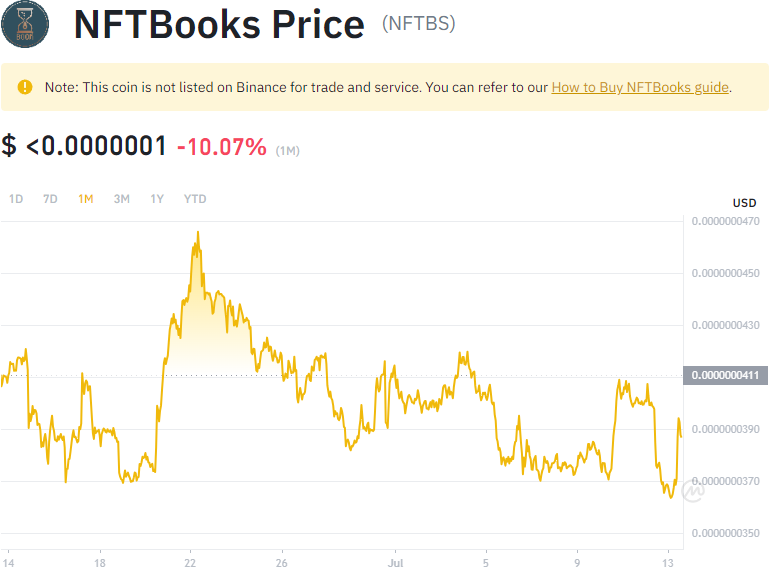 NFTBooks Price (NFTBS)
Note: This coin is not listed on Binance for trade and service. You can refer to our How to Buy NFTBooks guide.
$ <0.0000001 -10.07% (1M)
1D 7D 1M 3M 1Y YTD
USD
0.0000000470
0.0000000450
0.0000000430
0.0000000411
0.0000000390
0.0000000370
0.0000000350
14 18 22 26 Jul 5 9 13